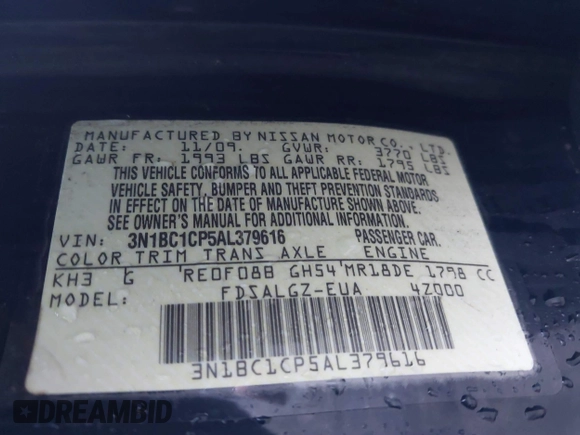 MANUFACTURED BY NISSAN MOTOR CO., LTD.
DATE: 11/09. GVWR: 3770 LBS
GAWR FR: 1993 LBS GAWR RR: 1795 LBS
THIS VEHICLE CONFORMS TO ALL APPLICABLE FEDERAL MOTOR
VEHICLE SAFETY, BUMPER AND THEFT PREVENTION STANDARDS
IN EFFECT ON THE DATE OF MANUFACTURE SHOWN ABOVE.
SEE OWNER'S MANUAL FOR ADDITIONAL INFORMATION.
VIN: 3N1BC1CP5AL379616 PASSENGER CAR.
COLOR TRIM TRANS AXLE ENGINE
KH3 G RE0F08B GH54 MR18DE 1798 CC
MODEL: FDSALGZ-EUA 4Z000
3N1BC1CP5AL379616
DREAMBID